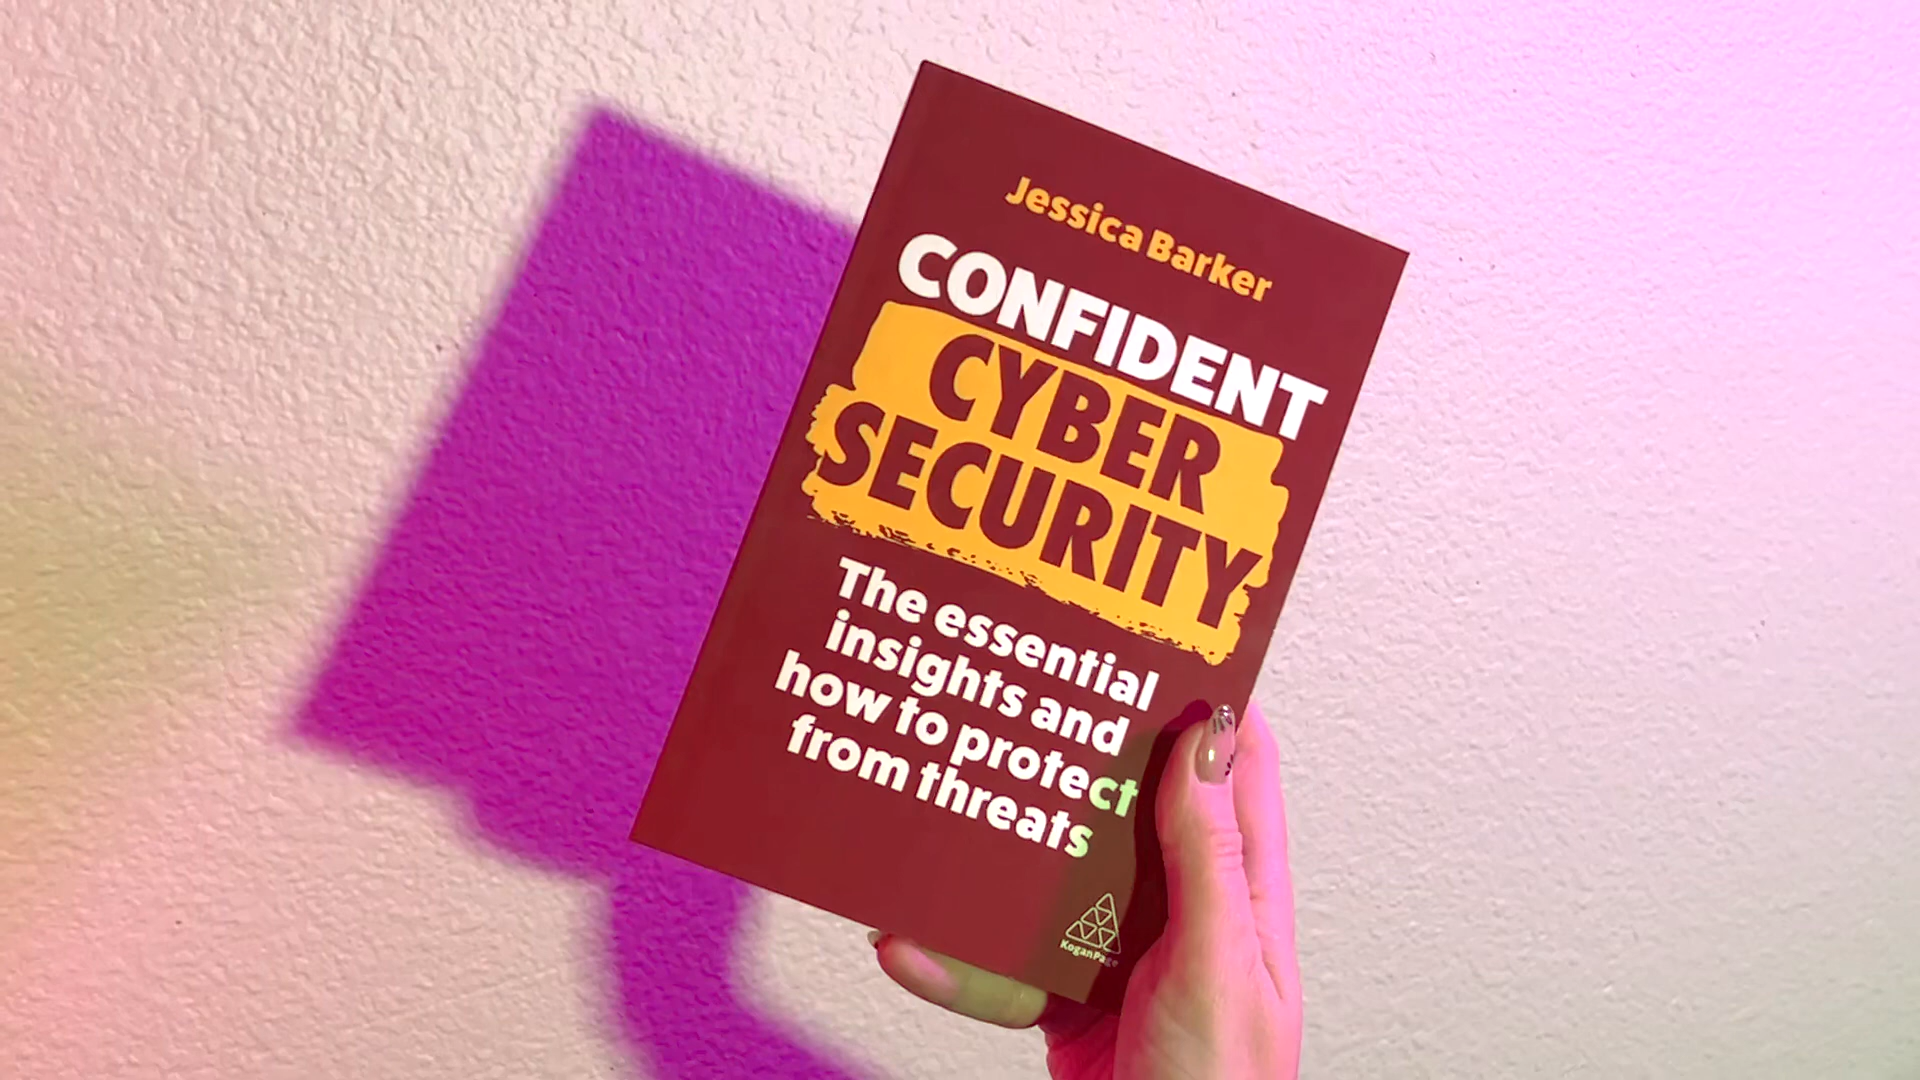 Jessica Barker
CONFIDENT
CYBER
SECURITY
The essential
insights and
how to protect
from threats
KoganPage